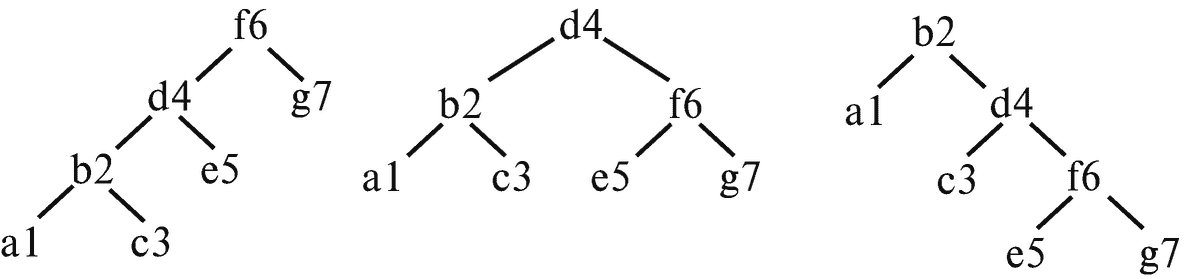 f6
d4 g7
b2 e5
a1 c3
d4
b2 f6
a1 c3 e5 g7
b2
a1 d4
c3 f6
e5 g7